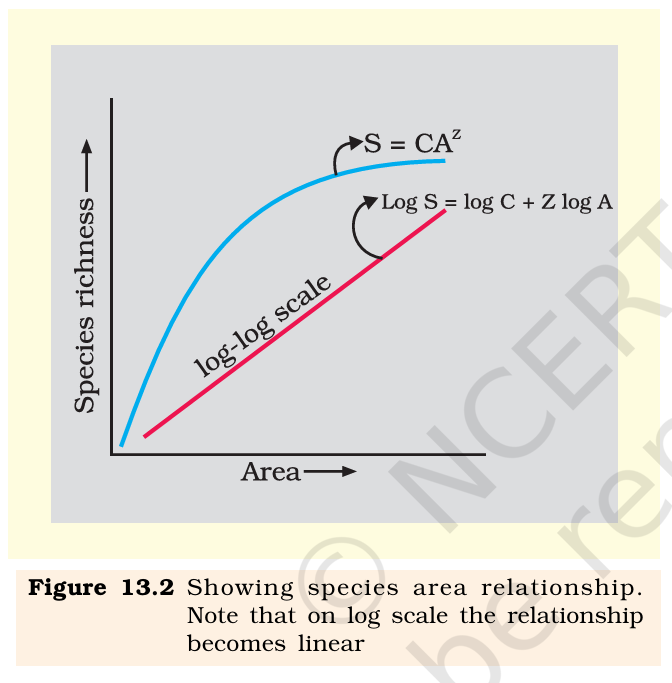 S = CA^z
Log S = log C + Z log A
Species richness
log-log scale
Area
Figure 13.2 Showing species area relationship.
Note that on log scale the relationship
becomes linear
© NCERT
be rep